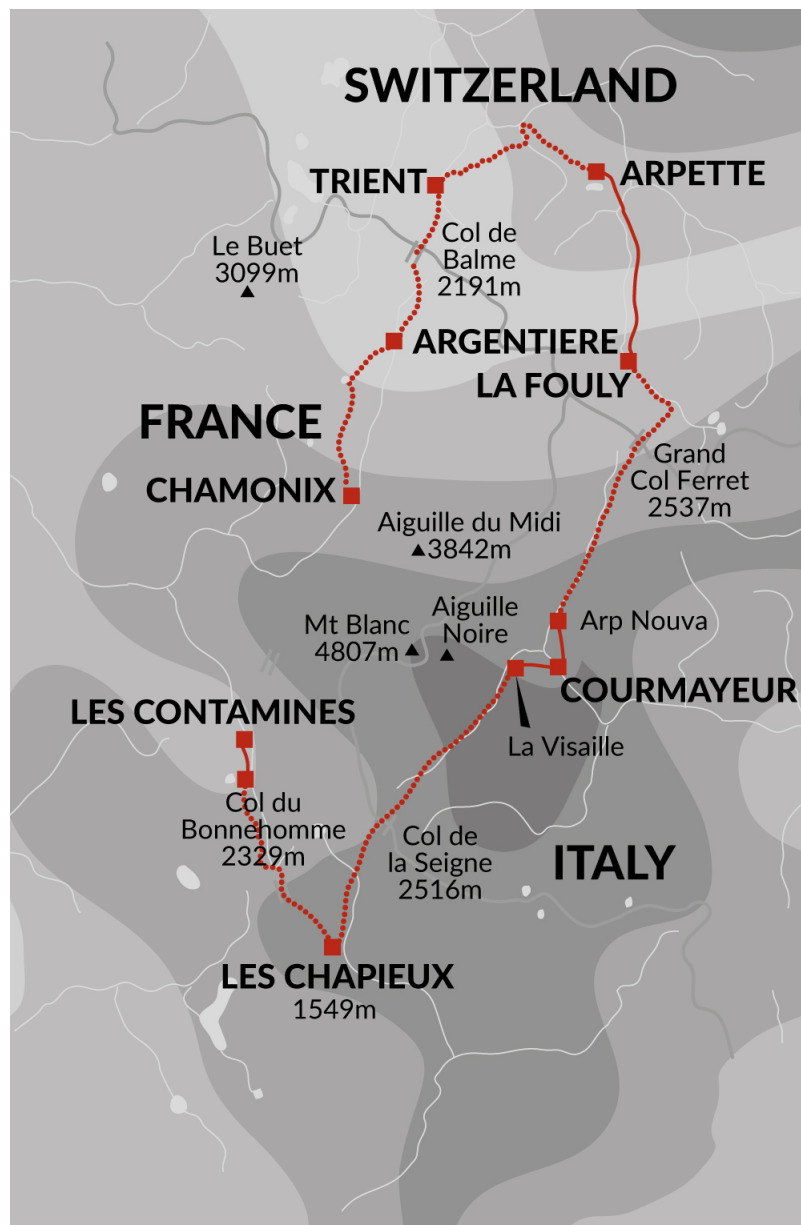 SWITZERLAND
TRIENT
ARPETTE
Le Buet
3099m
Col de
Balme
2191m
ARGENTIERE
LA FOULY
FRANCE
CHAMONIX
Grand
Col Ferret
2537m
Aiguille du Midi
3842m
Mt Blanc
4807m
Aiguille
Noire
Arp Nouva
COURMAYEUR
LES CONTAMINES
La Visaille
Col du
Bonnehomme
2329m
Col de
la Seigne
2516m
ITALY
LES CHAPIEUX
1549m